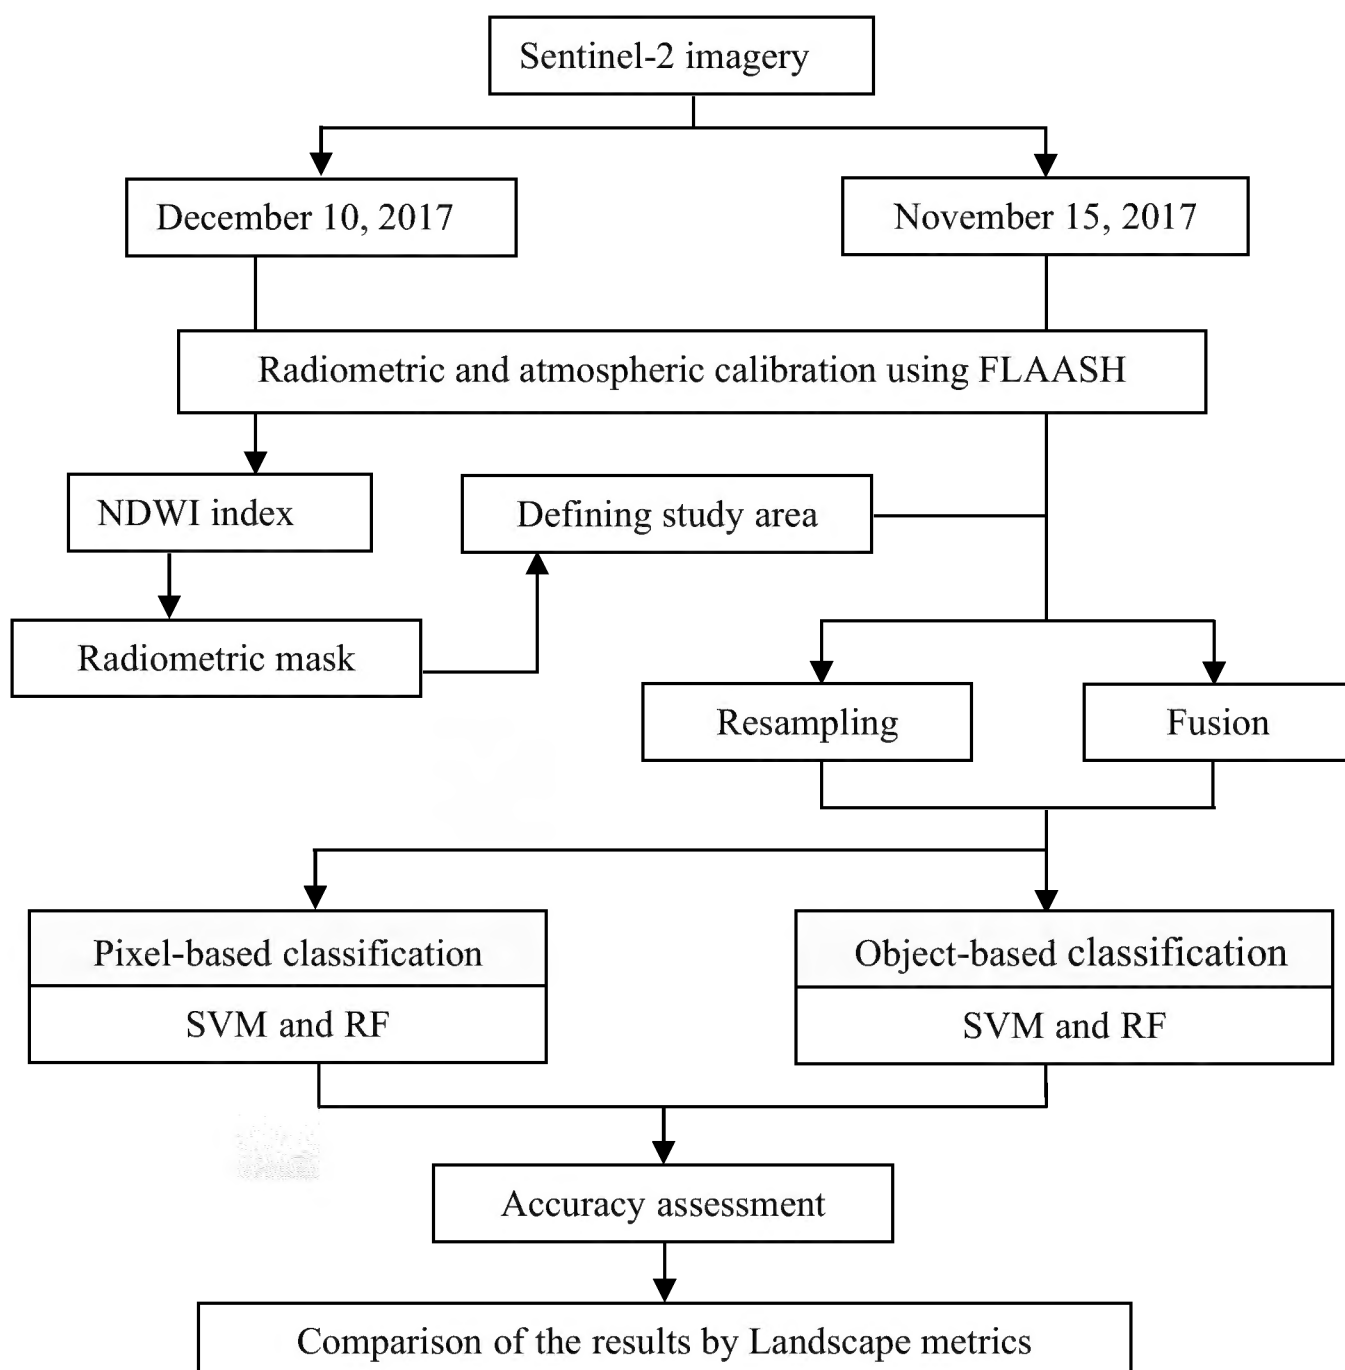 Sentinel-2 imagery
December 10, 2017
November 15, 2017
Radiometric and atmospheric calibration using FLAASH
NDWI index
Defining study area
Radiometric mask
Resampling
Fusion
Pixel-based classification
SVM and RF
Object-based classification
SVM and RF
Accuracy assessment
Comparison of the results by Landscape metrics